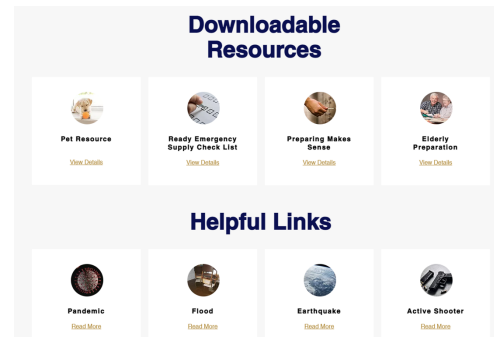 Downloadable
Resources
Pet Resource
View Details
Ready Emergency
Supply Check List
View Details
Preparing Makes
Sense
View Details
Elderly
Preparation
View Details
Helpful Links
Pandemic
Read More
Flood
Read More
Earthquake
Read More
Active Shooter
Read More